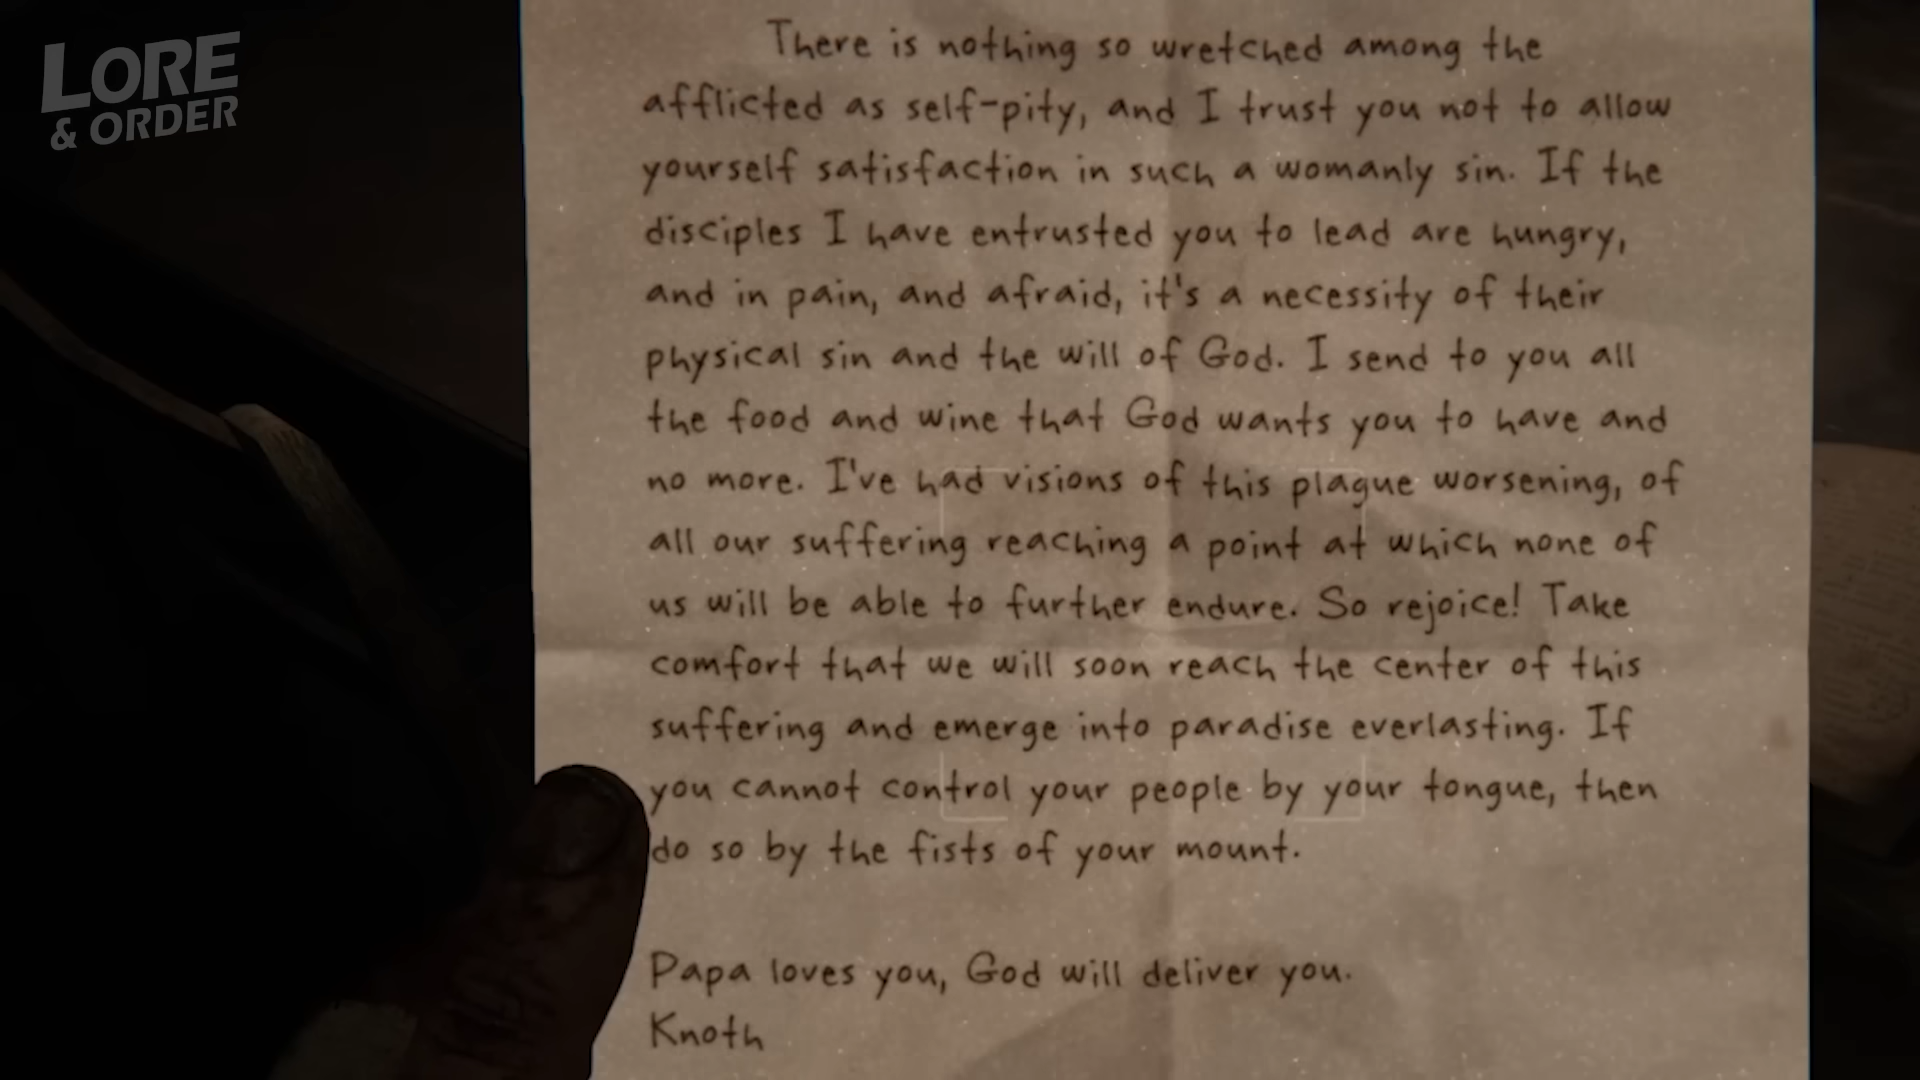 LORE
& ORDER
There is nothing so wretched among the
afflicted as self-pity, and I trust you not to allow
yourself satisfaction in such a womanly sin. If the
disciples I have entrusted you to lead are hungry,
and in pain, and afraid, it's a necessity of their
physical sin and the will of God. I send to you all
the food and wine that God wants you to have and
no more. I've had visions of this plague worsening, of
all our suffering reaching a point at which none of
us will be able to further endure. So rejoice! Take
comfort that we will soon reach the center of this
suffering and emerge into paradise everlasting. If
you cannot control your people by your tongue, then
do so by the fists of your mount.
Papa loves you, God will deliver you.
Knoth